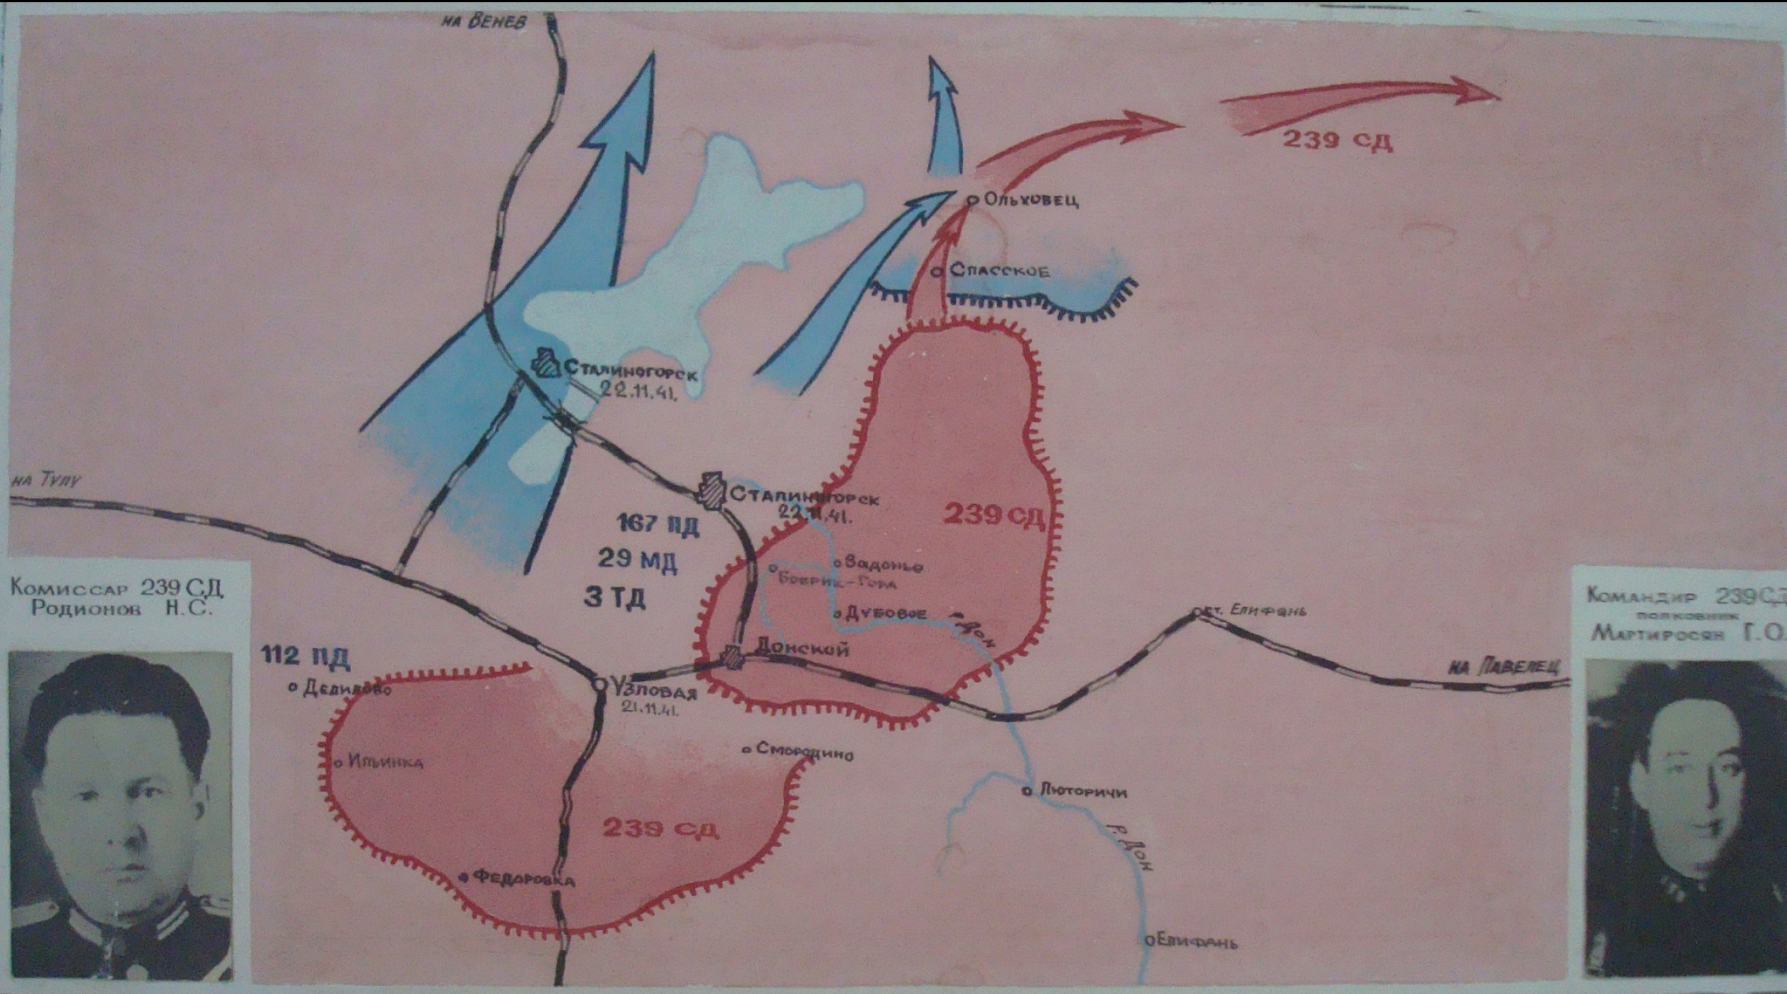 на Венев
239 СД
Ольховец
Спасское
Сталиногорск
22.11.41.
на Тулу
Сталиногорск
22.11.41.
239 СД
167 ПД
29 МД
3 ТД
Задонье
Бобрик-Гора
Дубовое
р. Дон
Донской
ст. Епифань
на Павелец
Комиссар 239 СД
Родионов Н.С.
Командир 239 СД
полковник
Мартиросян Г.О.
112 ПД
Дедилово
Узловая
21.11.41.
Ильинка
Смородино
239 СД
Люторичи
р. Дон
Федоровка
Епифань